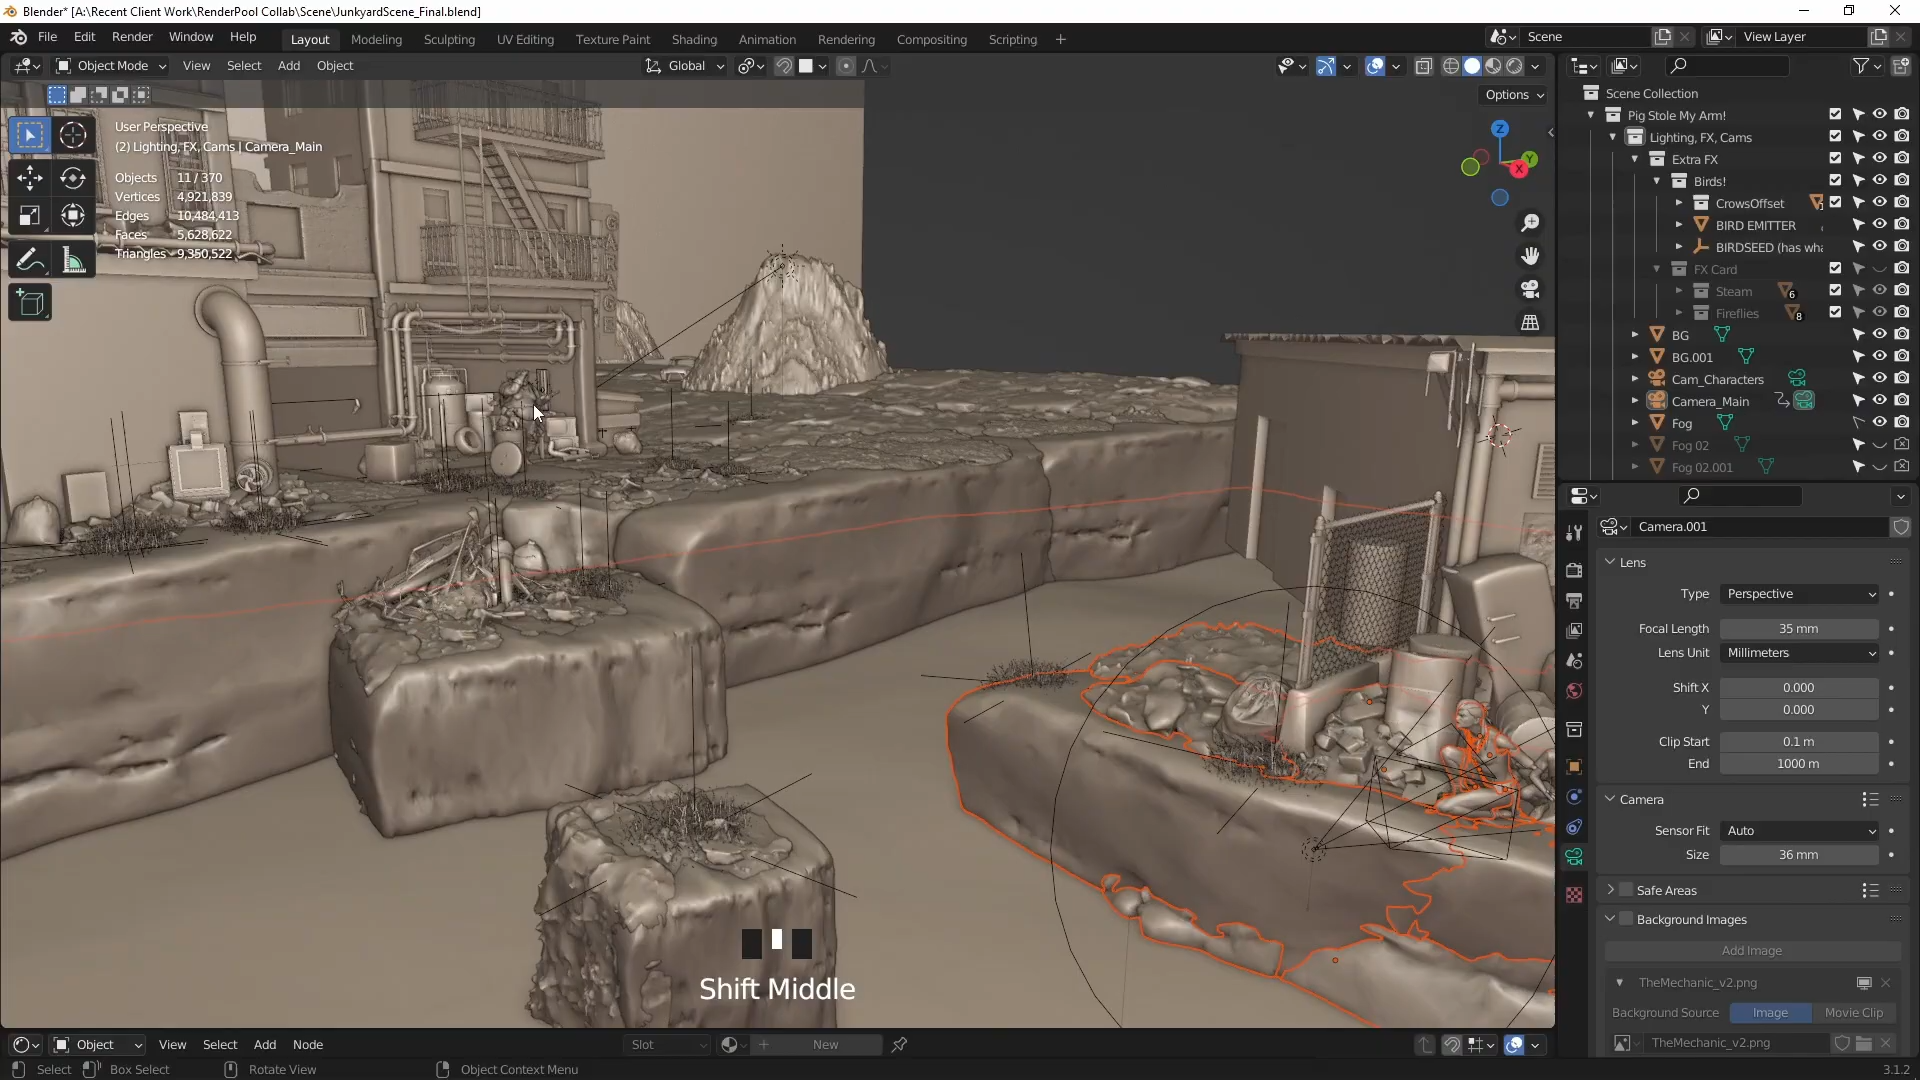 Blender* [A:\Recent Client Work\RenderPool Collab\Scene\JunkyardScene_Final.blend]
File Edit Render Window Help Layout Modeling Sculpting UV Editing Texture Paint Shading Animation Rendering Compositing Scripting + Scene View Layer
Object Mode View Select Add Object Global
Options
User Perspective
(2) Lighting, FX, Cams | Camera_Main
Objects 11 / 370
Vertices 4,921,839
Edges 10,484,413
Faces 5,628,622
Triangles 9,350,522
Z
Y
X
Shift Middle
Scene Collection
Pig Stole My Arm!
Lighting, FX, Cams
Extra FX
Birds!
CrowsOffset
BIRD EMITTER
BIRDSEED (has wha
FX Card
Steam 6
Fireflies 8
BG
BG.001
Cam_Characters
Camera_Main
Fog
Fog 02
Fog 02.001
Camera.001
Lens
Type Perspective
Focal Length 35 mm
Lens Unit Millimeters
Shift X 0.000
Y 0.000
Clip Start 0.1 m
End 1000 m
Camera
Sensor Fit Auto
Size 36 mm
Safe Areas
Background Images
Add Image
TheMechanic_v2.png
Background Source Image Movie Clip
TheMechanic_v2.png
Object View Select Add Object Node Slot New
Select Box Select Rotate View Object Context Menu 3.1.2